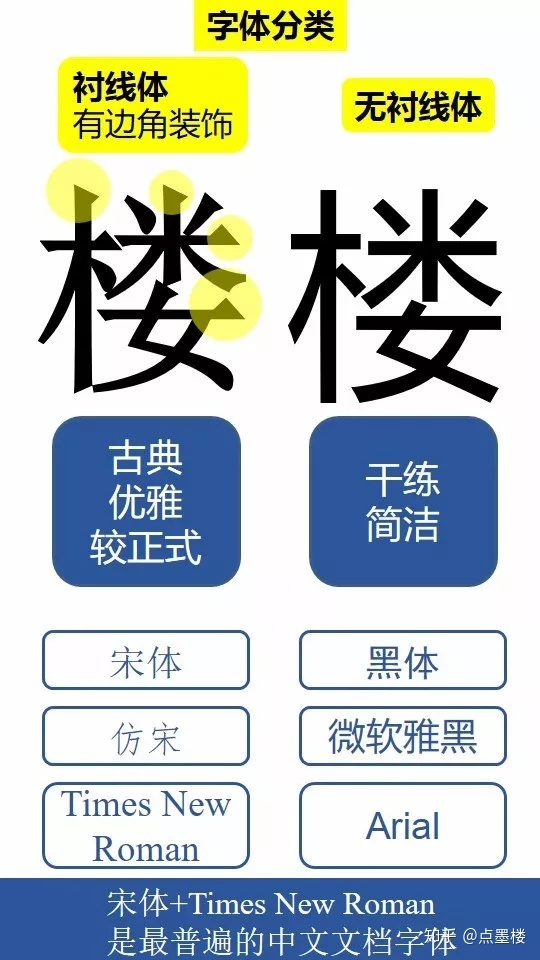 字体分类
衬线体
有边角装饰
无衬线体
楼
楼
古典
优雅
较正式
干练
简洁
宋体
黑体
仿宋
微软雅黑
Times New
Roman
Arial
宋体+Times New Roman
是最普遍的中文文档字体
知乎 @点墨楼